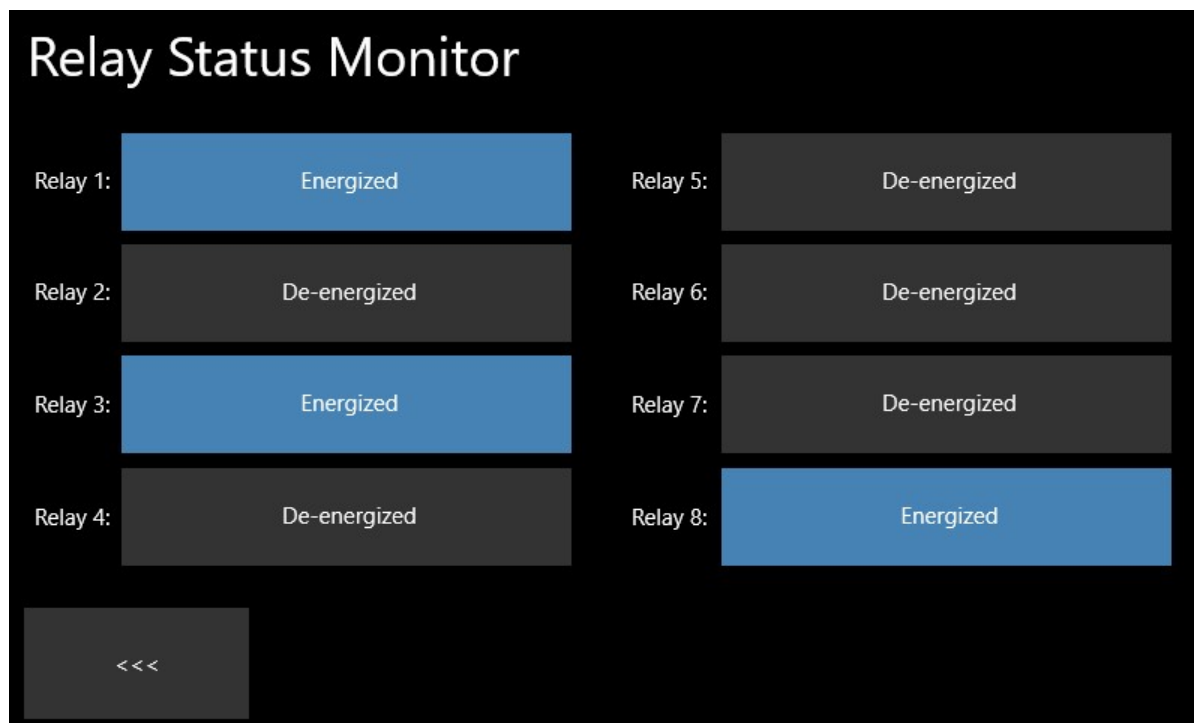 Relay Status Monitor
Relay 1: Energized
Relay 2: De-energized
Relay 3: Energized
Relay 4: De-energized
Relay 5: De-energized
Relay 6: De-energized
Relay 7: De-energized
Relay 8: Energized
<<<